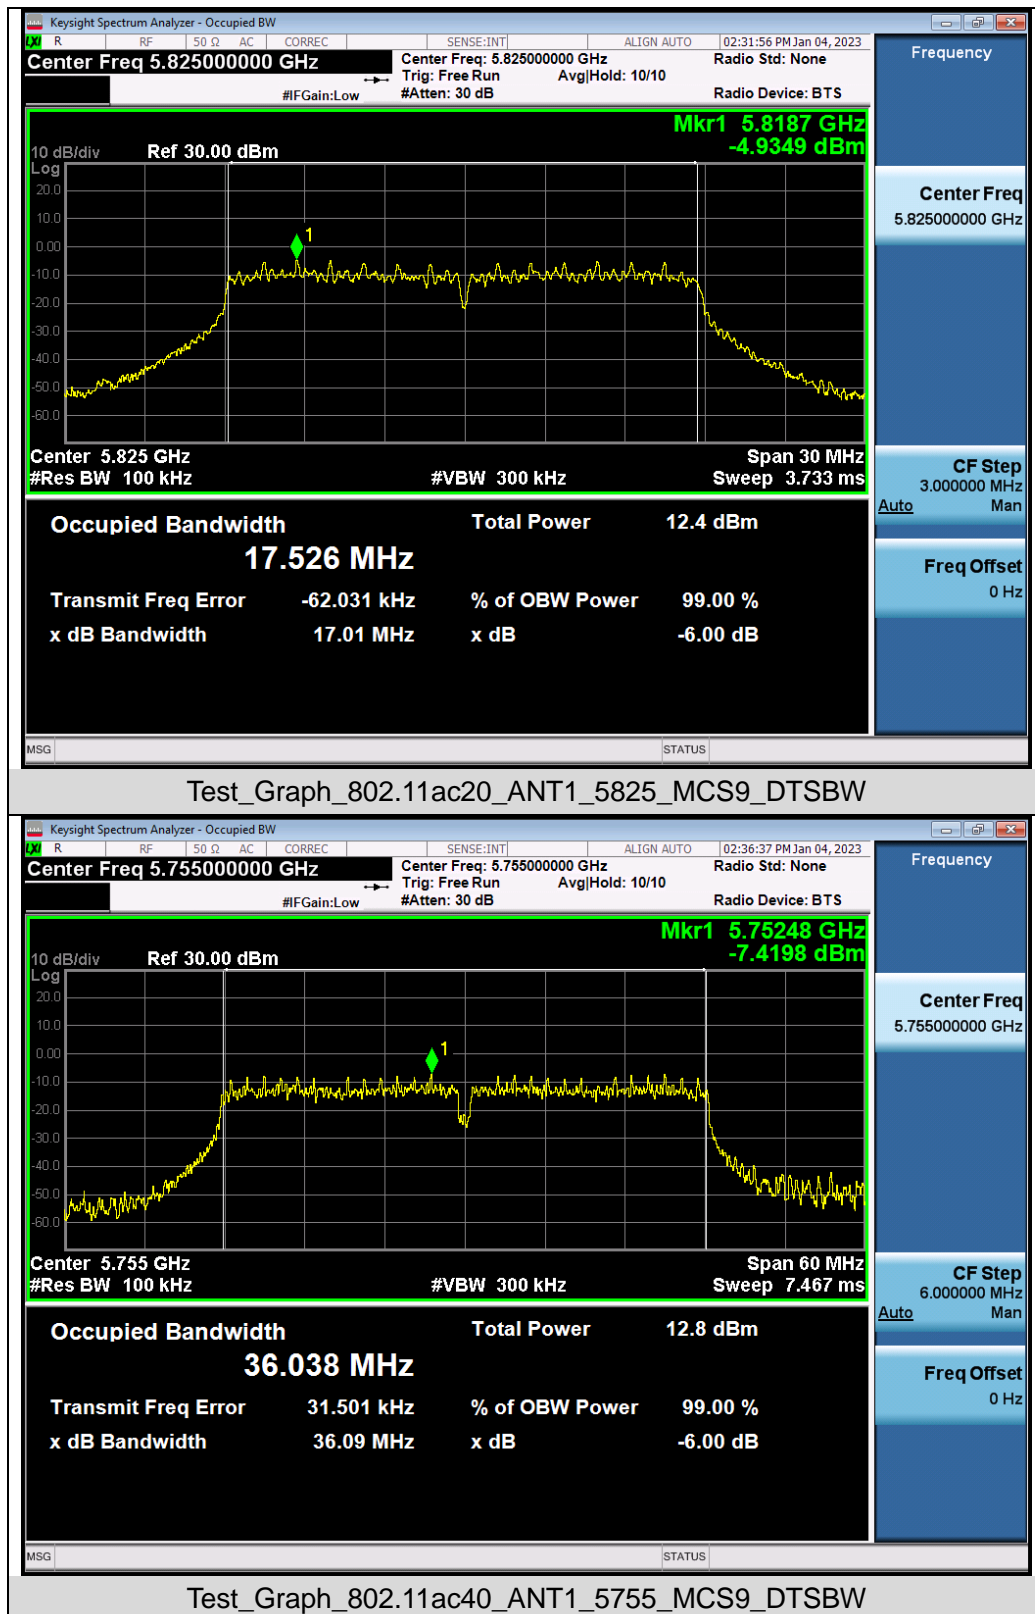 Keysight Spectrum Analyzer - Occupied BW
LXI R RF 50 Ω AC CORREC SENSE:INT ALIGN AUTO 02:31:56 PM Jan 04, 2023
Center Freq 5.825000000 GHz
Center Freq: 5.825000000 GHz Radio Std: None
Trig: Free Run Avg|Hold: 10/10
#IFGain:Low #Atten: 30 dB Radio Device: BTS
Frequency
Mkr1 5.8187 GHz
-4.9349 dBm
10 dB/div Ref 30.00 dBm
Log
20.0
10.0
0.00
-10.0
-20.0
-30.0
-40.0
-50.0
-60.0
1
Center 5.825 GHz Span 30 MHz
#Res BW 100 kHz #VBW 300 kHz Sweep 3.733 ms
Center Freq
5.825000000 GHz
CF Step
3.000000 MHz
Auto Man
Freq Offset
0 Hz
Occupied Bandwidth Total Power 12.4 dBm
17.526 MHz
Transmit Freq Error -62.031 kHz % of OBW Power 99.00 %
x dB Bandwidth 17.01 MHz x dB -6.00 dB
MSG STATUS
Test_Graph_802.11ac20_ANT1_5825_MCS9_DTSBW
Keysight Spectrum Analyzer - Occupied BW
LXI R RF 50 Ω AC CORREC SENSE:INT ALIGN AUTO 02:36:37 PM Jan 04, 2023
Center Freq 5.755000000 GHz
Center Freq: 5.755000000 GHz Radio Std: None
Trig: Free Run Avg|Hold: 10/10
#IFGain:Low #Atten: 30 dB Radio Device: BTS
Frequency
Mkr1 5.75248 GHz
-7.4198 dBm
10 dB/div Ref 30.00 dBm
Log
20.0
10.0
0.00
-10.0
-20.0
-30.0
-40.0
-50.0
-60.0
1
Center 5.755 GHz Span 60 MHz
#Res BW 100 kHz #VBW 300 kHz Sweep 7.467 ms
Center Freq
5.755000000 GHz
CF Step
6.000000 MHz
Auto Man
Freq Offset
0 Hz
Occupied Bandwidth Total Power 12.8 dBm
36.038 MHz
Transmit Freq Error 31.501 kHz % of OBW Power 99.00 %
x dB Bandwidth 36.09 MHz x dB -6.00 dB
MSG STATUS
Test_Graph_802.11ac40_ANT1_5755_MCS9_DTSBW